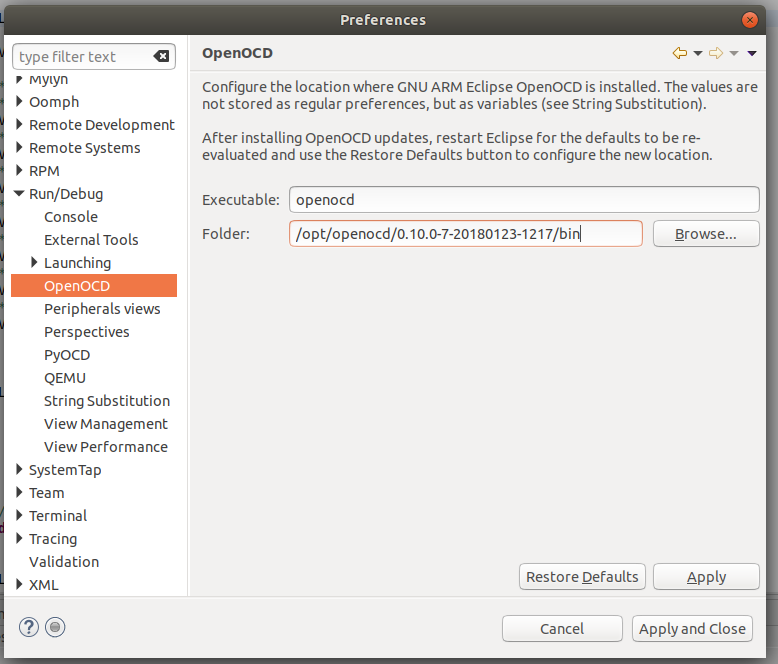 Preferences
type filter text
Mylyn
Oomph
Remote Development
Remote Systems
RPM
Run/Debug
Console
External Tools
Launching
OpenOCD
Peripherals views
Perspectives
PyOCD
QEMU
String Substitution
View Management
View Performance
SystemTap
Team
Terminal
Tracing
Validation
XML
OpenOCD
Configure the location where GNU ARM Eclipse OpenOCD is installed. The values are
not stored as regular preferences, but as variables (see String Substitution).
After installing OpenOCD updates, restart Eclipse for the defaults to be re-
evaluated and use the Restore Defaults button to configure the new location.
Executable: openocd
Folder: /opt/openocd/0.10.0-7-20180123-1217/bin Browse...
Restore Defaults Apply
? Cancel Apply and Close